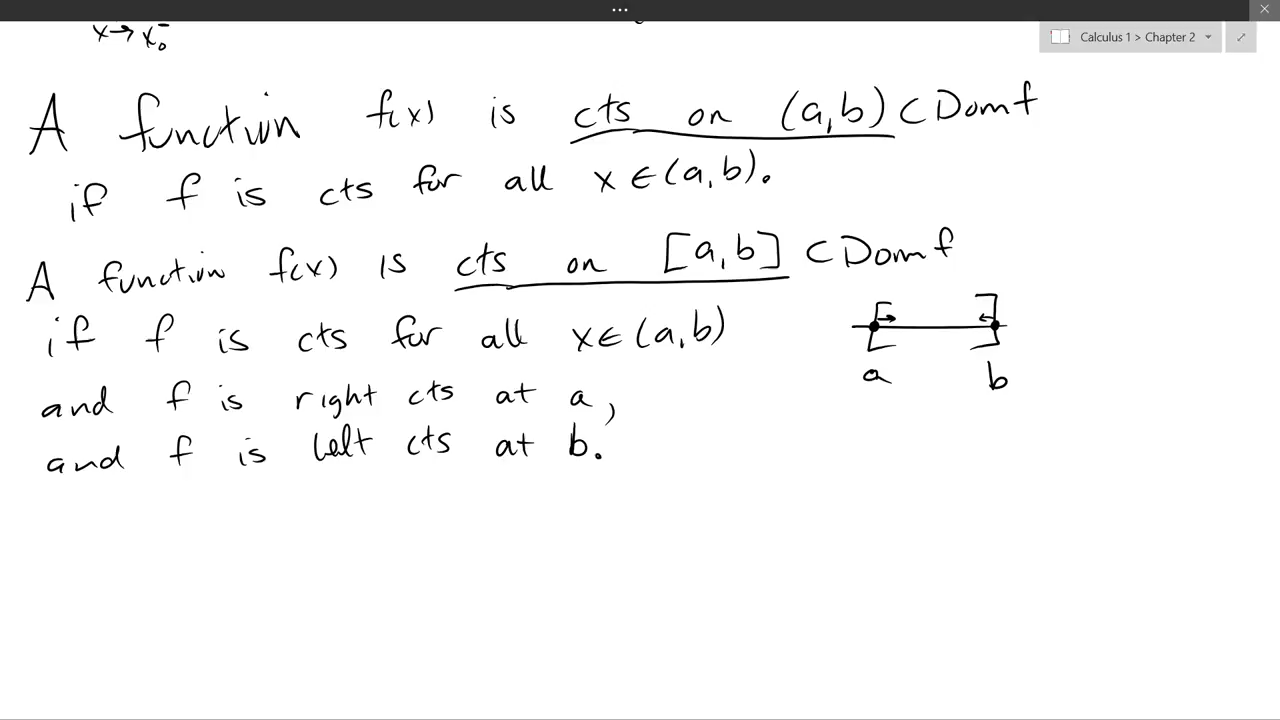 x → x₀⁻
Calculus 1 > Chapter 2
A function f(x) is cts on (a,b) ⊂ Dom f
if f is cts for all x ∈ (a,b).
A function f(x) is cts on [a,b] ⊂ Dom f
if f is cts for all x ∈ (a,b)
and f is right cts at a,
and f is left cts at b.
a b